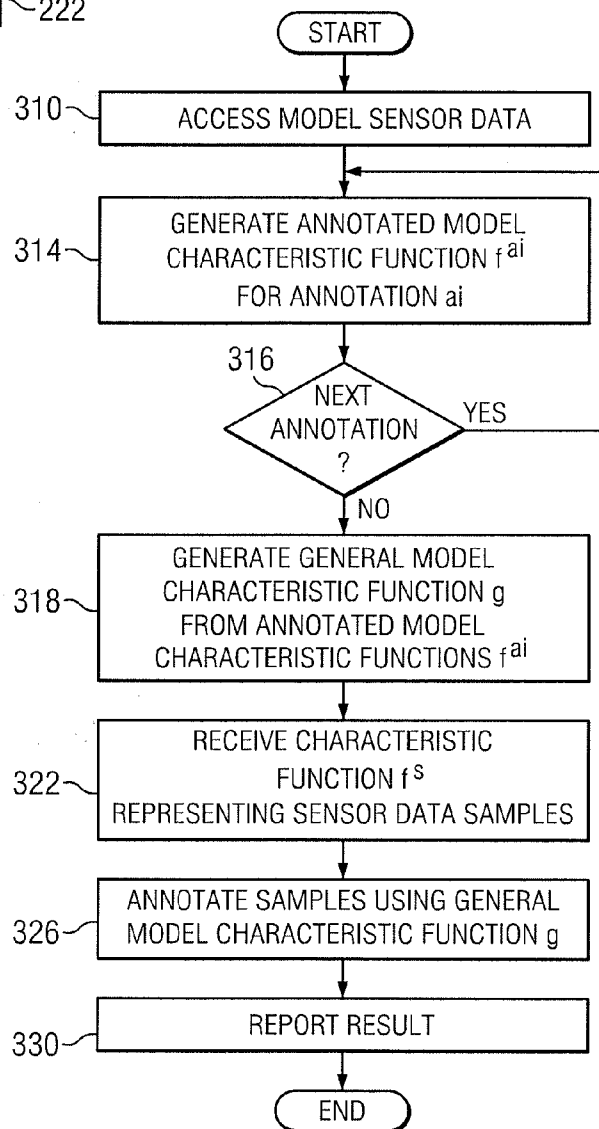 222
START
310
ACCESS MODEL SENSOR DATA
314
GENERATE ANNOTATED MODEL
CHARACTERISTIC FUNCTION f^ai
FOR ANNOTATION ai
316
NEXT
ANNOTATION
?
YES
NO
318
GENERATE GENERAL MODEL
CHARACTERISTIC FUNCTION g
FROM ANNOTATED MODEL
CHARACTERISTIC FUNCTIONS f^ai
322
RECEIVE CHARACTERISTIC
FUNCTION f^s
REPRESENTING SENSOR DATA SAMPLES
326
ANNOTATE SAMPLES USING GENERAL
MODEL CHARACTERISTIC FUNCTION g
330
REPORT RESULT
END